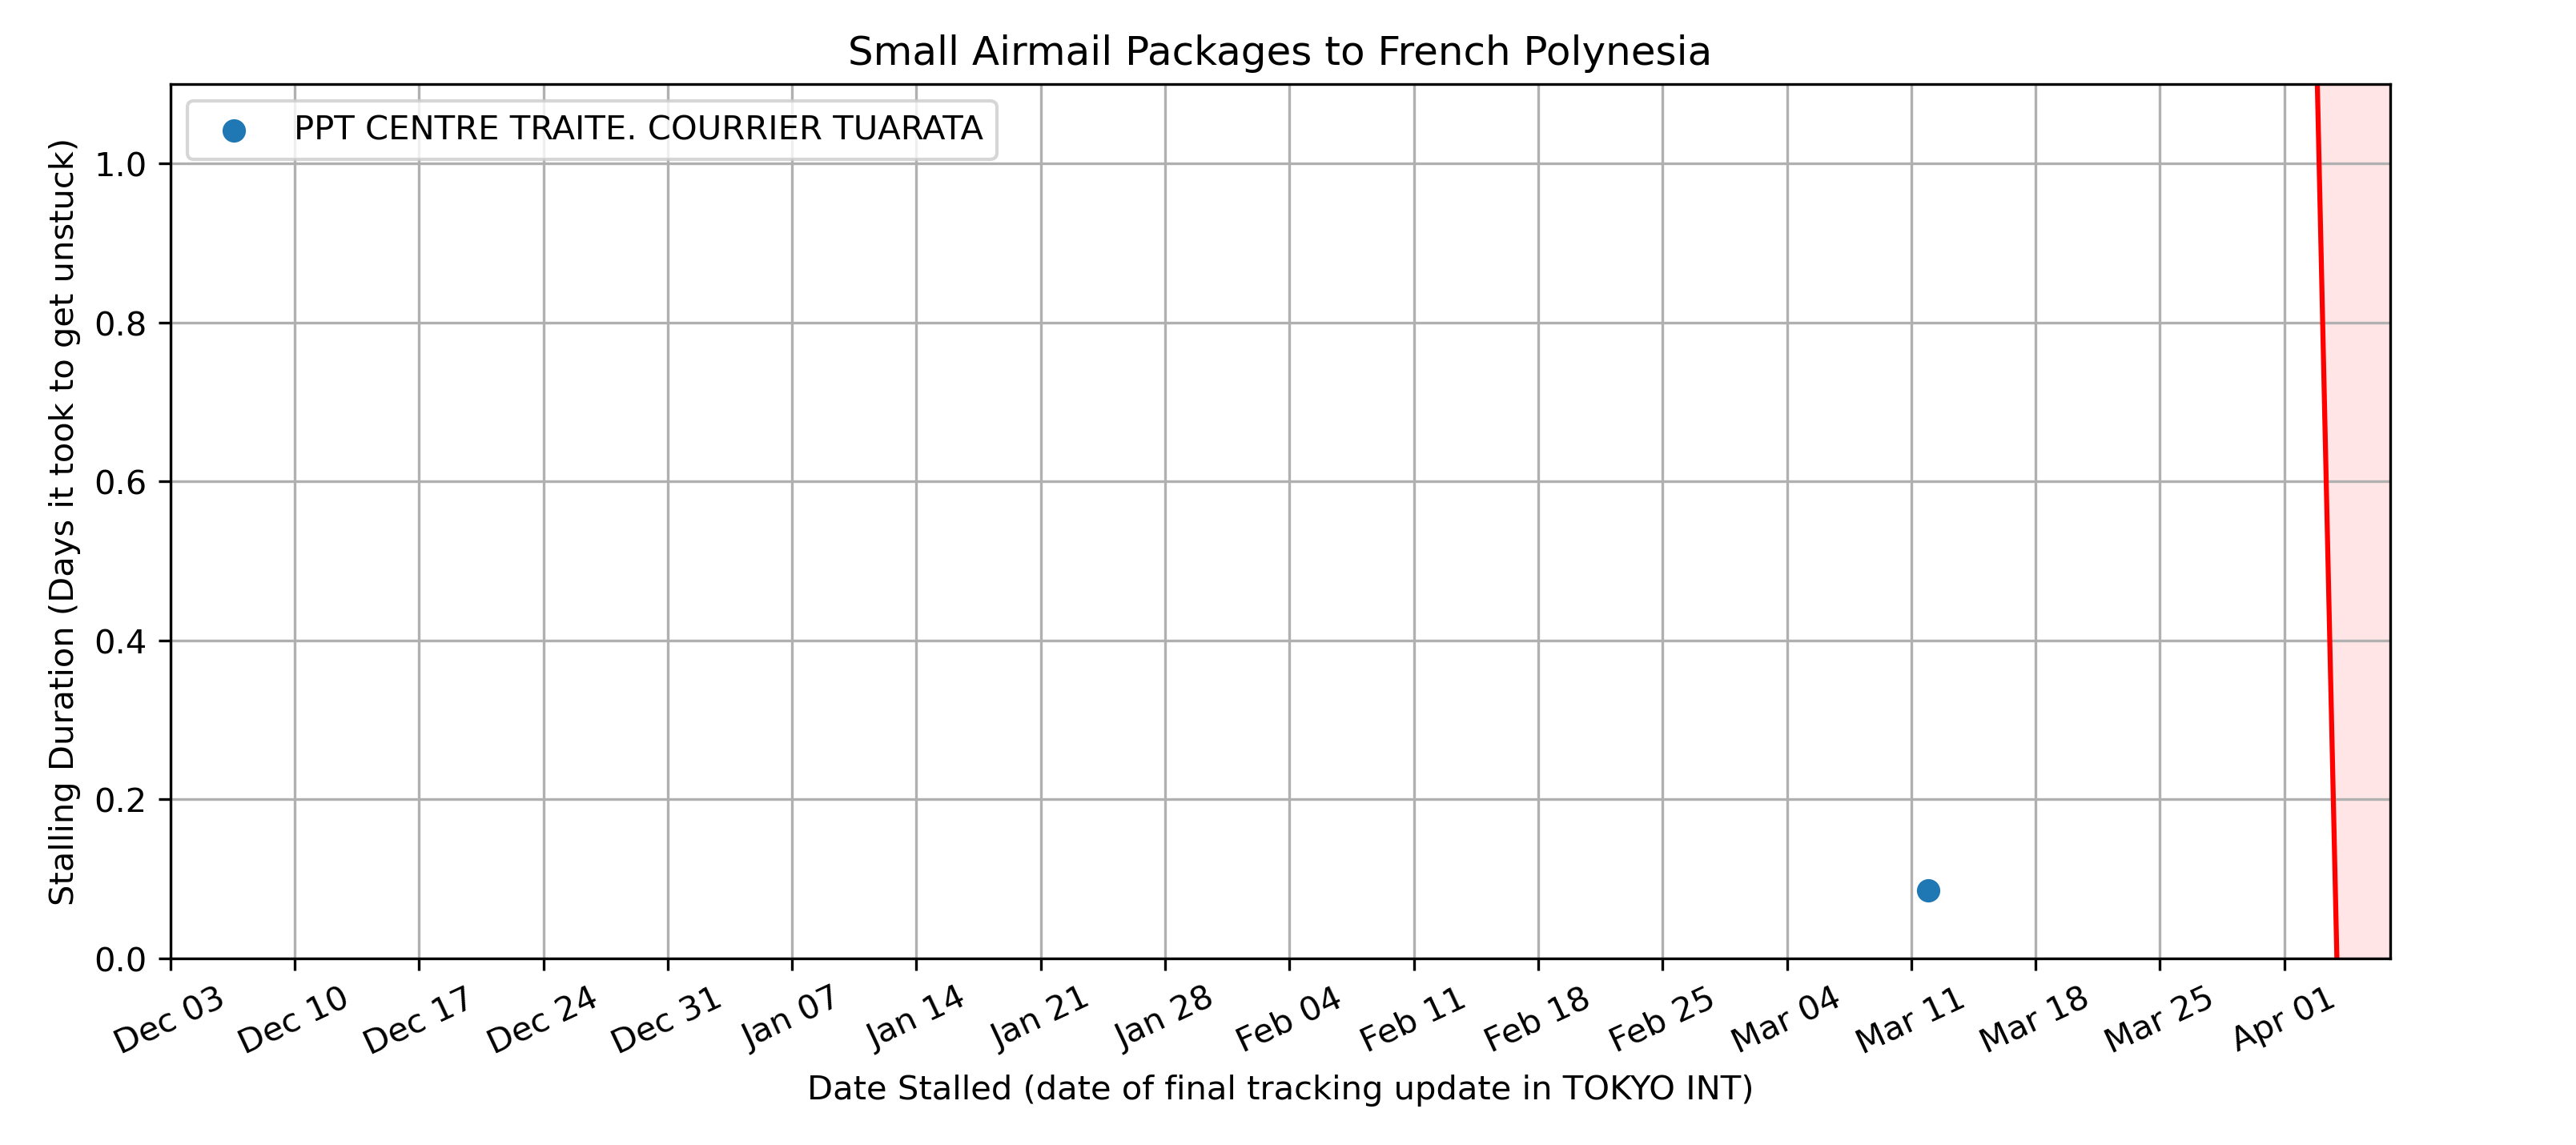 Small Airmail Packages to French Polynesia
PPT CENTRE TRAITE. COURRIER TUARATA
Stalling Duration (Days it took to get unstuck)
1.0
0.8
0.6
0.4
0.2
0.0
Dec 03 Dec 10 Dec 17 Dec 24 Dec 31 Jan 07 Jan 14 Jan 21 Jan 28 Feb 04 Feb 11 Feb 18 Feb 25 Mar 04 Mar 11 Mar 18 Mar 25 Apr 01
Date Stalled (date of final tracking update in TOKYO INT)